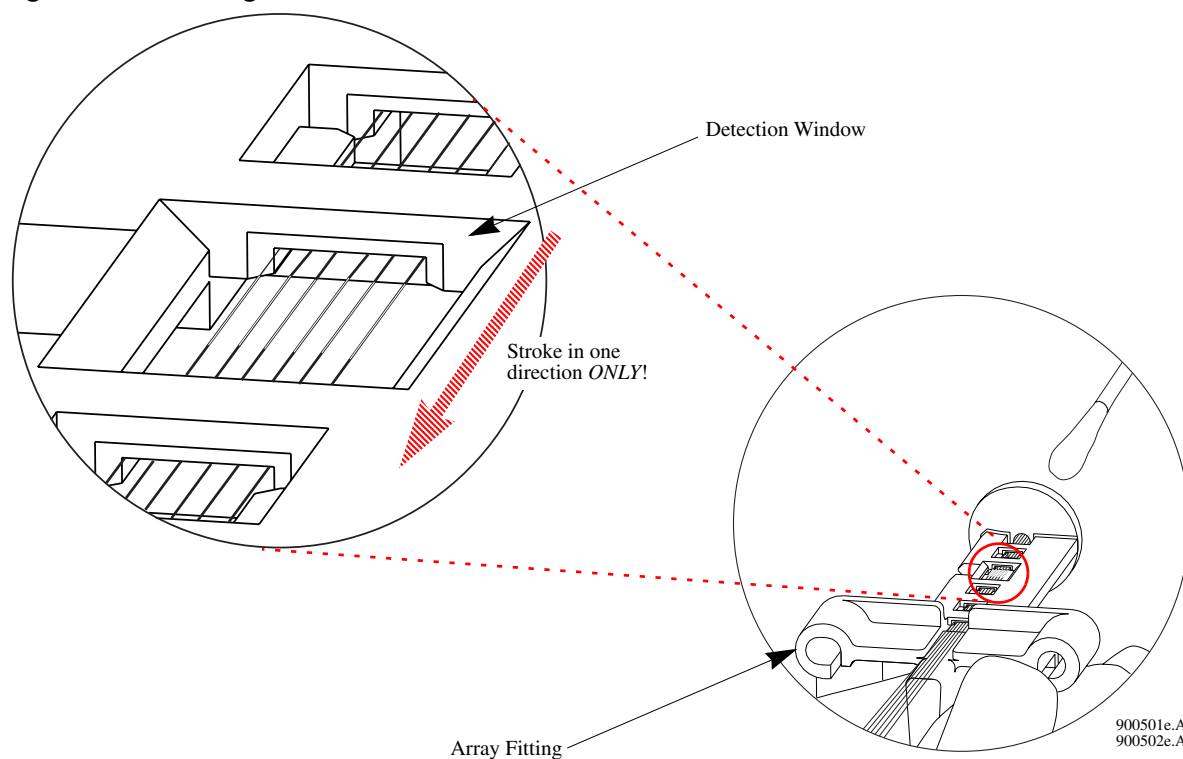 Detection Window
Stroke in one
direction ONLY!
Array Fitting
900501e.A
900502e.A